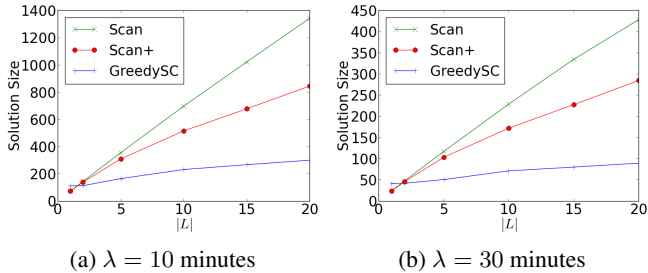 1400
1200
1000
800
600
400
200
0
Solution Size
Scan
Scan+
GreedySC
0 5 10 15 20
|L|
(a) λ = 10 minutes
450
400
350
300
250
200
150
100
50
0
Solution Size
Scan
Scan+
GreedySC
0 5 10 15 20
|L|
(b) λ = 30 minutes